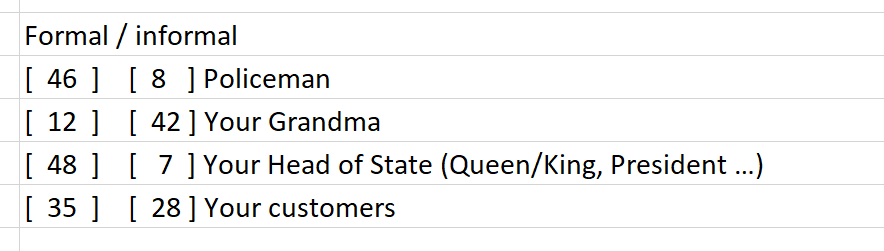 Formal / informal
[ 46 ] [ 8 ] Policeman
[ 12 ] [ 42 ] Your Grandma
[ 48 ] [ 7 ] Your Head of State (Queen/King, President ...)
[ 35 ] [ 28 ] Your customers